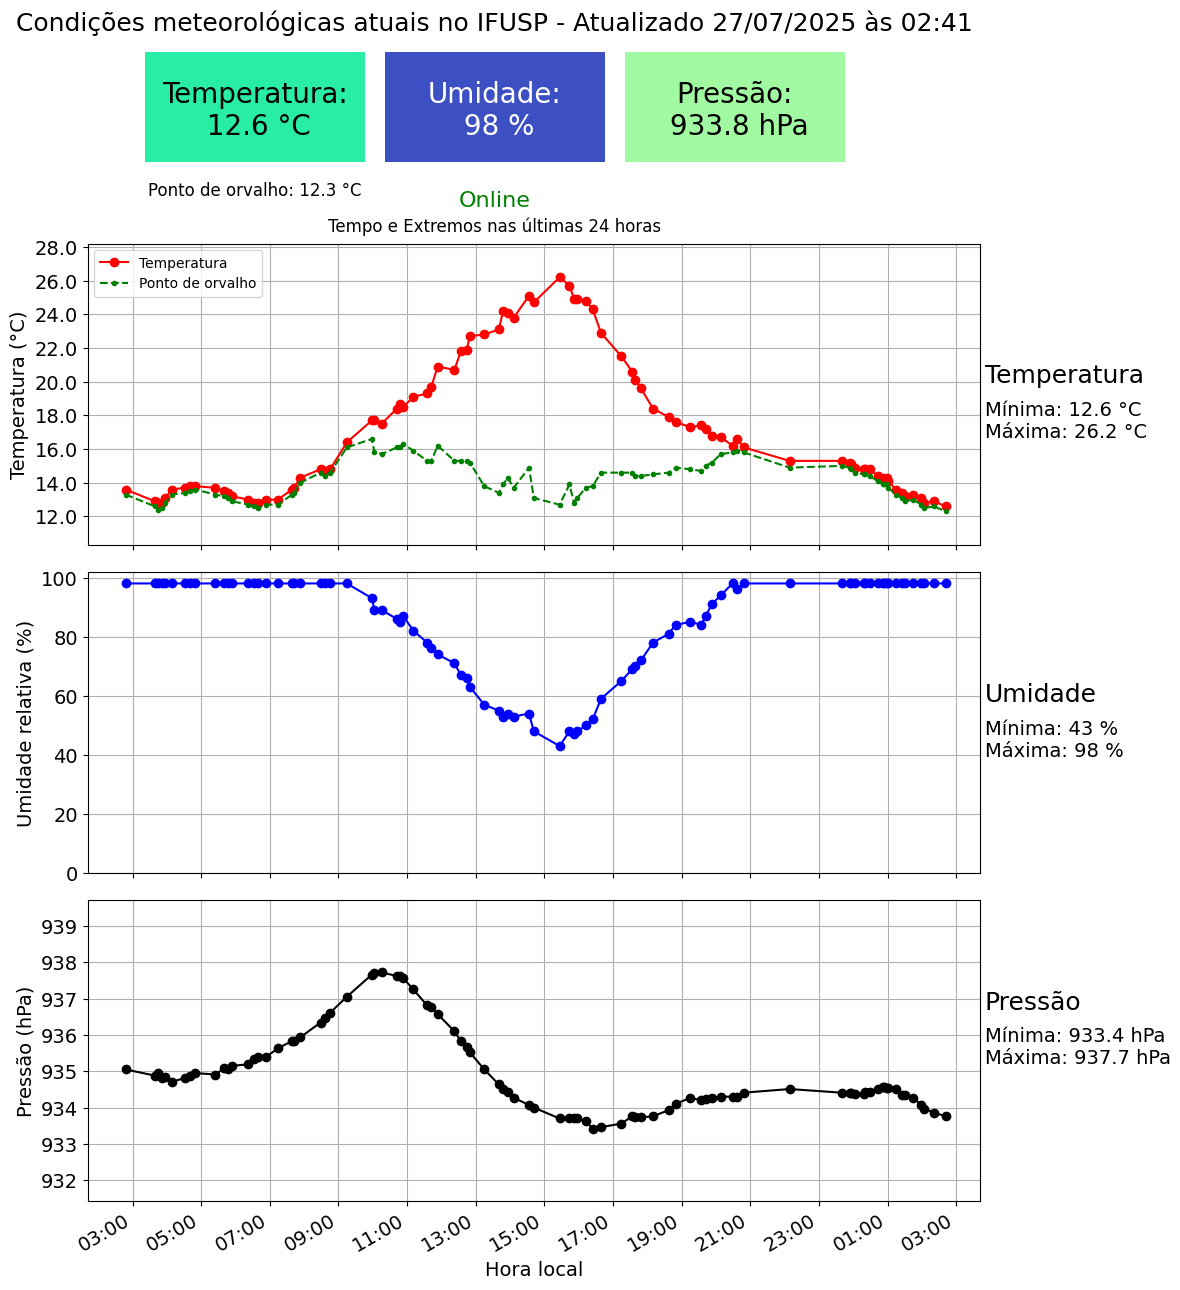 Condições meteorológicas atuais no IFUSP - Atualizado 27/07/2025 às 02:41
Temperatura:
12.6 °C
Umidade:
98 %
Pressão:
933.8 hPa
Ponto de orvalho: 12.3 °C
Online
Tempo e Extremos nas últimas 24 horas
Temperatura (°C)
28.0
26.0
24.0
22.0
20.0
18.0
16.0
14.0
12.0
Temperatura
Ponto de orvalho
Temperatura
Mínima: 12.6 °C
Máxima: 26.2 °C
Umidade relativa (%)
100
80
60
40
20
0
Umidade
Mínima: 43 %
Máxima: 98 %
Pressão (hPa)
939
938
937
936
935
934
933
932
Pressão
Mínima: 933.4 hPa
Máxima: 937.7 hPa
03:00 05:00 07:00 09:00 11:00 13:00 15:00 17:00 19:00 21:00 23:00 01:00 03:00
Hora local